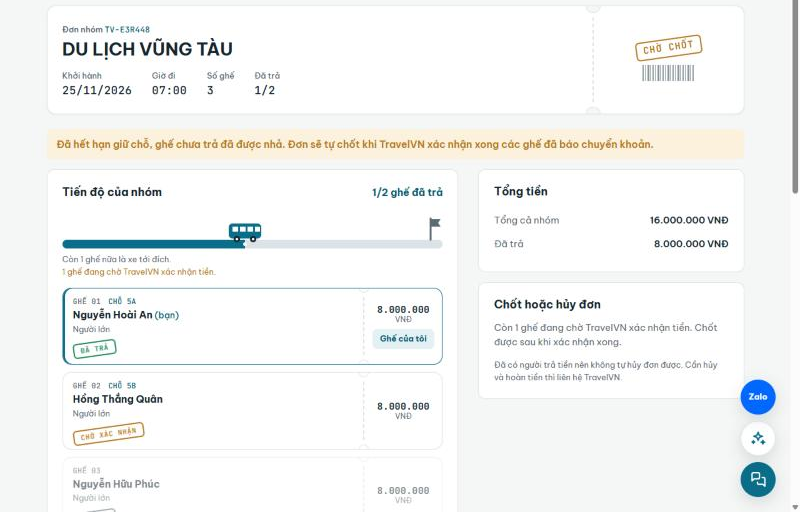 Đơn nhóm TV-E3R448
DU LỊCH VŨNG TÀU
Khởi hành
25/11/2026
Giờ đi
07:00
Số ghế
3
Đã trả
1/2
CHỜ CHỐT
Đã hết hạn giữ chỗ, ghế chưa trả đã được nhả. Đơn sẽ tự chốt khi TravelVN xác nhận xong các ghế đã báo chuyển khoản.
Tiến độ của nhóm
1/2 ghế đã trả
Còn 1 ghế nữa là xe tới đích.
1 ghế đang chờ TravelVN xác nhận tiền.
GHẾ 01 CHỖ 5A
Nguyễn Hoài An (bạn)
Người lớn
ĐÃ TRẢ
8.000.000
VNĐ
Ghế của tôi
GHẾ 02 CHỖ 5B
Hồng Thắng Quân
Người lớn
CHỜ XÁC NHẬN
8.000.000
VNĐ
GHẾ 03
Nguyễn Hữu Phúc
Người lớn
8.000.000
VNĐ
Tổng tiền
Tổng cả nhóm
16.000.000 VNĐ
Đã trả
8.000.000 VNĐ
Chốt hoặc hủy đơn
Còn 1 ghế đang chờ TravelVN xác nhận tiền. Chốt
được sau khi xác nhận xong.
Đã có người trả tiền nên không tự hủy đơn được. Cần hủy
và hoàn tiền thì liên hệ TravelVN.
Zalo